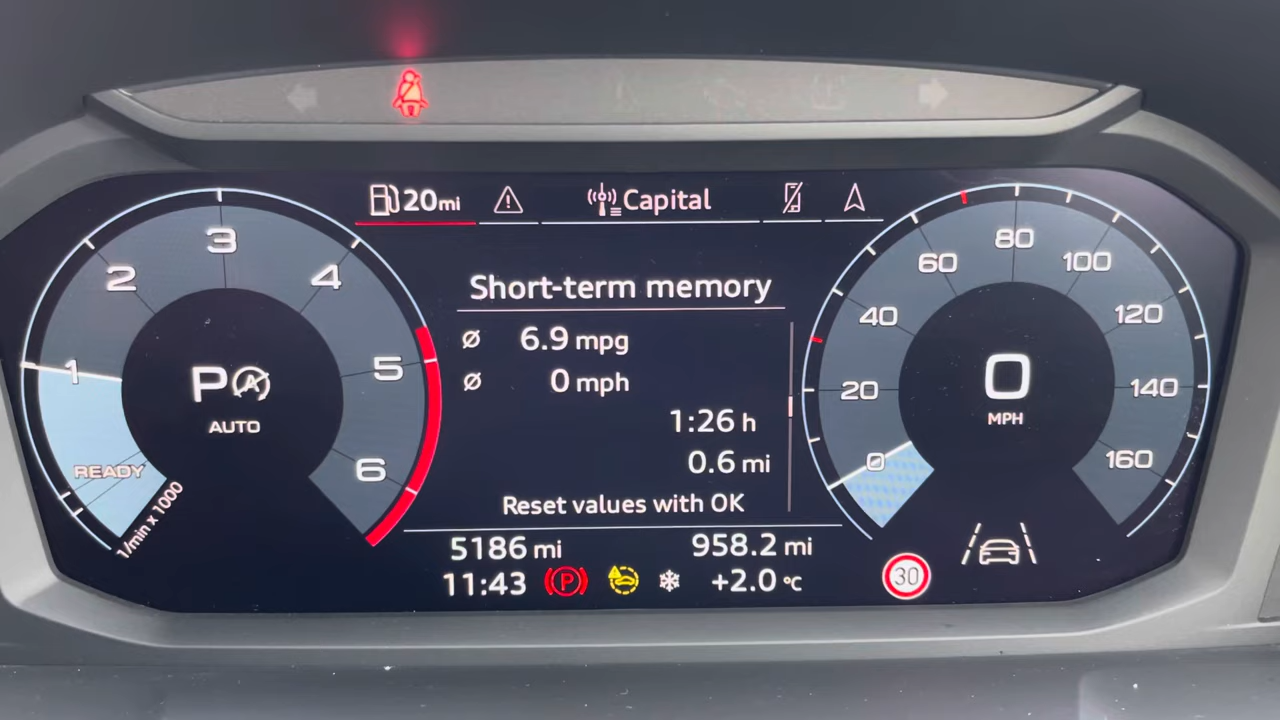 20mi
Capital
Short-term memory
Ø 6.9 mpg
Ø 0 mph
1:26 h
0.6 mi
Reset values with OK
5186 mi 958.2 mi
11:43 P +2.0 °C
1 2 3 4 5 6
P A
AUTO
READY
1/min x 1000
0 20 40 60 80 100 120 140 160
0
MPH
30